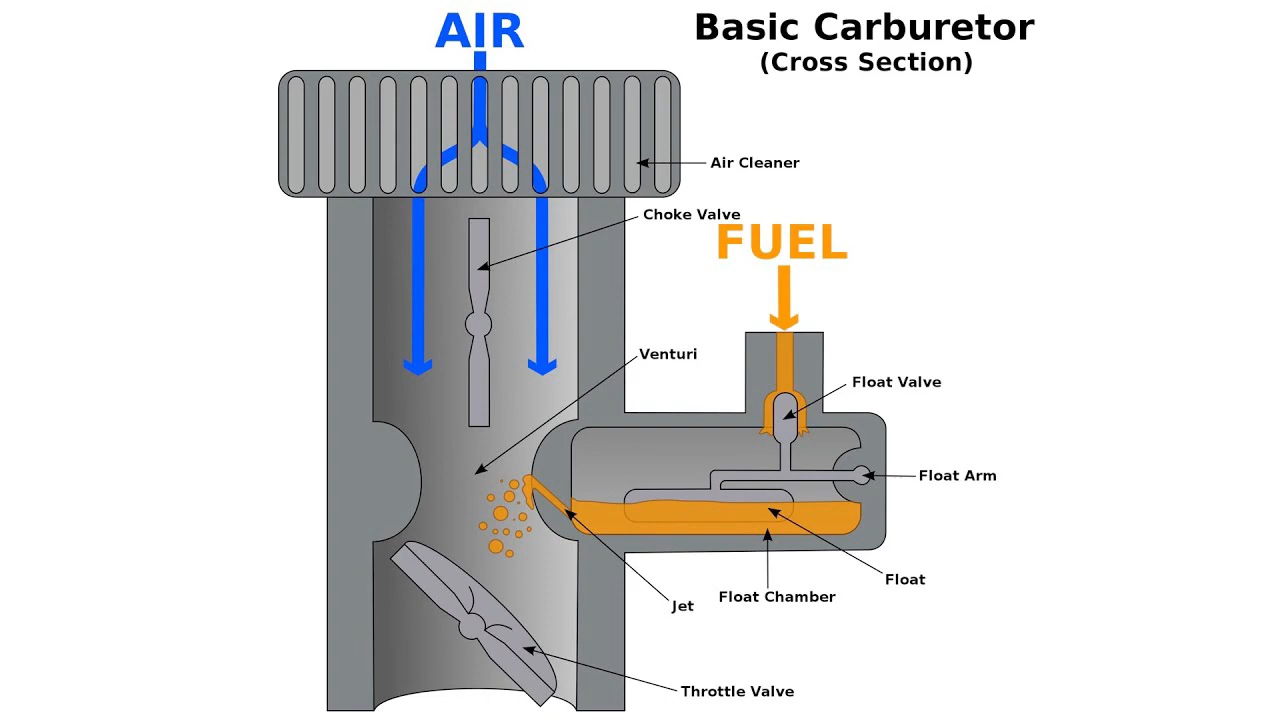 AIR
Basic Carburetor
(Cross Section)
Air Cleaner
Choke Valve
FUEL
Venturi
Float Valve
Float Arm
Float
Float Chamber
Jet
Throttle Valve